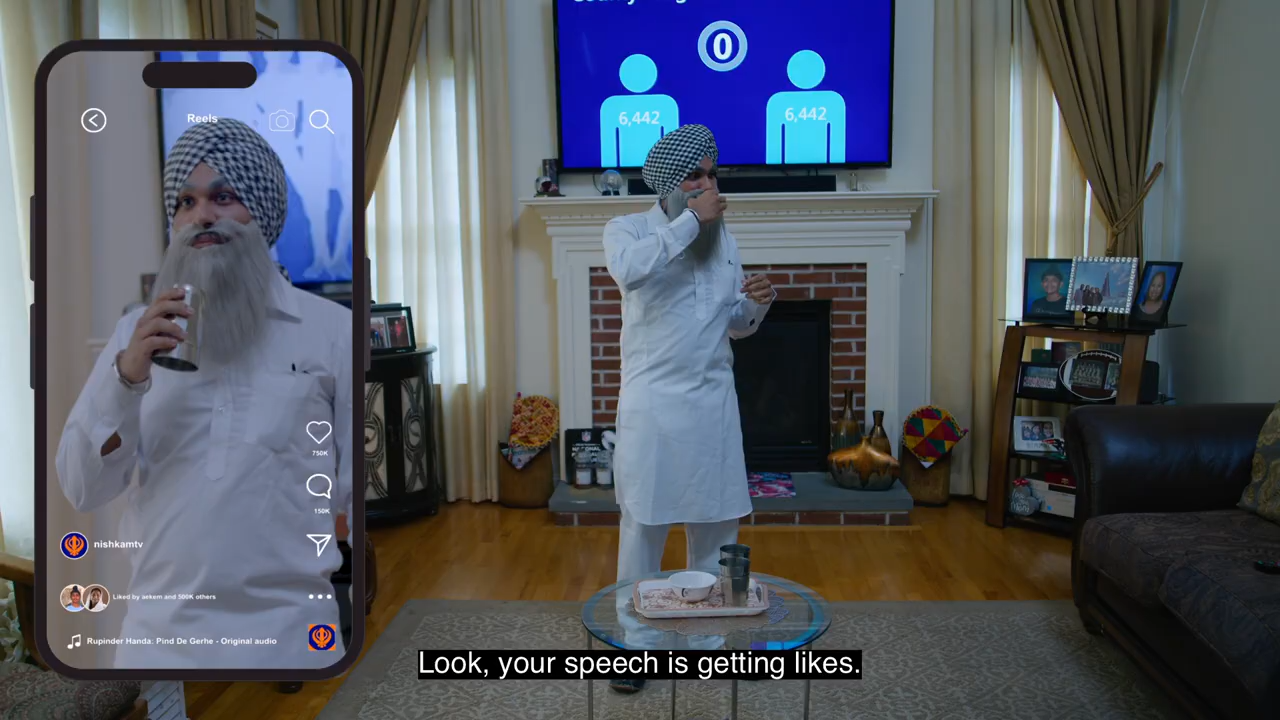 0
6,442
6,442
Reels
750K
150K
nishkamtv
Liked by aekem and 500K others
Rupinder Handa: Pind De Gerhe - Original audio
Look, your speech is getting likes.